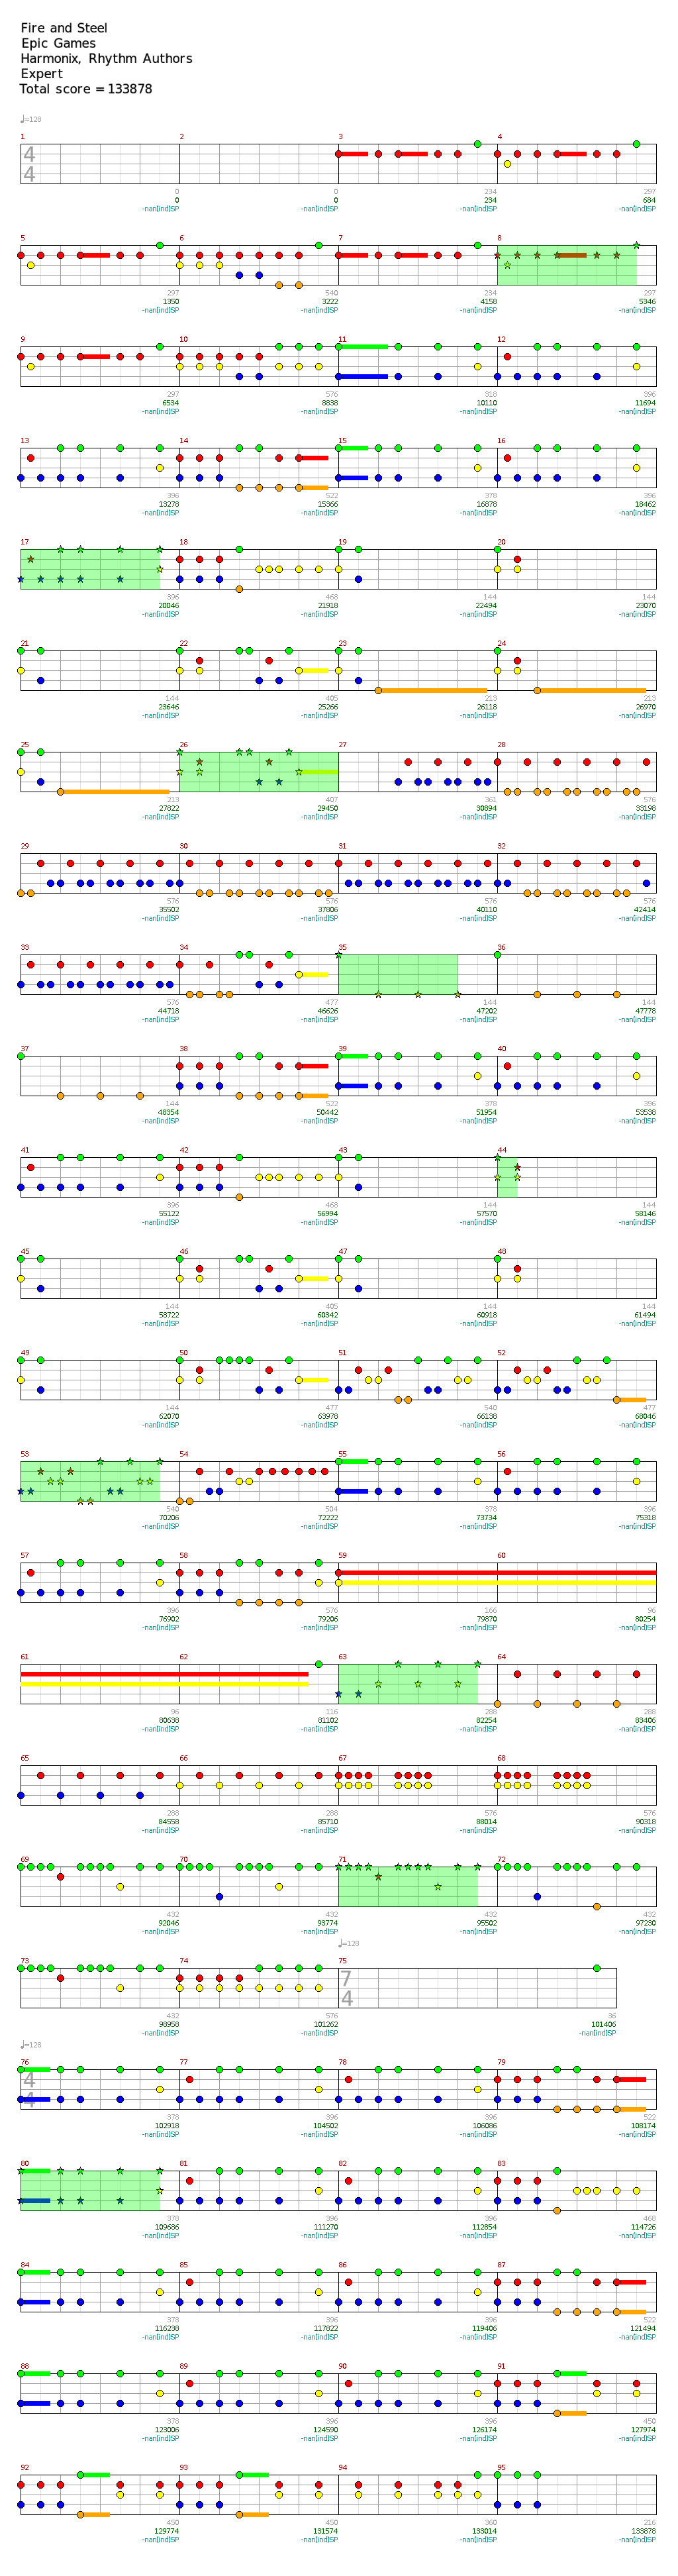 Fire and Steel
Epic Games
Harmonix, Rhythm Authors
Expert
Total score = 133878
♩=128
1 2 3 4
4
4
0 0 234 297
0 0 234 684
-nan[ind]SP -nan[ind]SP -nan[ind]SP -nan[ind]SP
5 6 7 8
297 540 234 297
1350 3222 4158 5346
-nan[ind]SP -nan[ind]SP -nan[ind]SP -nan[ind]SP
9 10 11 12
297 576 318 396
6534 8838 10110 11694
-nan[ind]SP -nan[ind]SP -nan[ind]SP -nan[ind]SP
13 14 15 16
396 522 378 396
13278 15366 16878 18462
-nan[ind]SP -nan[ind]SP -nan[ind]SP -nan[ind]SP
17 18 19 20
396 468 144 144
20046 21918 22494 23070
-nan[ind]SP -nan[ind]SP -nan[ind]SP -nan[ind]SP
21 22 23 24
144 405 213 213
23646 25266 26118 26970
-nan[ind]SP -nan[ind]SP -nan[ind]SP -nan[ind]SP
25 26 27 28
213 407 361 576
27822 29450 30894 33198
-nan[ind]SP -nan[ind]SP -nan[ind]SP -nan[ind]SP
29 30 31 32
576 576 576 576
35502 37806 40110 42414
-nan[ind]SP -nan[ind]SP -nan[ind]SP -nan[ind]SP
33 34 35 36
576 477 144 144
44718 46626 47202 47778
-nan[ind]SP -nan[ind]SP -nan[ind]SP -nan[ind]SP
37 38 39 40
144 522 378 396
48354 50442 51954 53538
-nan[ind]SP -nan[ind]SP -nan[ind]SP -nan[ind]SP
41 42 43 44
396 468 144 144
55122 56994 57570 58146
-nan[ind]SP -nan[ind]SP -nan[ind]SP -nan[ind]SP
45 46 47 48
144 405 144 144
58722 60342 60918 61494
-nan[ind]SP -nan[ind]SP -nan[ind]SP -nan[ind]SP
49 50 51 52
144 477 540 477
62070 63978 66138 68046
-nan[ind]SP -nan[ind]SP -nan[ind]SP -nan[ind]SP
53 54 55 56
540 504 378 396
70206 72222 73734 75318
-nan[ind]SP -nan[ind]SP -nan[ind]SP -nan[ind]SP
57 58 59 60
396 576 166 96
76902 79206 79870 80254
-nan[ind]SP -nan[ind]SP -nan[ind]SP -nan[ind]SP
61 62 63 64
96 116 288 288
80638 81102 82254 83406
-nan[ind]SP -nan[ind]SP -nan[ind]SP -nan[ind]SP
65 66 67 68
288 288 576 576
84558 85710 88014 90318
-nan[ind]SP -nan[ind]SP -nan[ind]SP -nan[ind]SP
69 70 71 72
432 432 432 432
92046 93774 95502 97230
-nan[ind]SP -nan[ind]SP -nan[ind]SP -nan[ind]SP
♩=128
73 74 75
7
4
432 576 36
98958 101262 101406
-nan[ind]SP -nan[ind]SP -nan[ind]SP
♩=128
76 77 78 79
4
4
378 396 396 522
102918 104502 106086 108174
-nan[ind]SP -nan[ind]SP -nan[ind]SP -nan[ind]SP
80 81 82 83
378 396 396 468
109686 111270 112854 114726
-nan[ind]SP -nan[ind]SP -nan[ind]SP -nan[ind]SP
84 85 86 87
378 396 396 522
116238 117822 119406 121494
-nan[ind]SP -nan[ind]SP -nan[ind]SP -nan[ind]SP
88 89 90 91
378 396 396 450
123006 124590 126174 127974
-nan[ind]SP -nan[ind]SP -nan[ind]SP -nan[ind]SP
92 93 94 95
450 450 360 216
129774 131574 133014 133878
-nan[ind]SP -nan[ind]SP -nan[ind]SP -nan[ind]SP